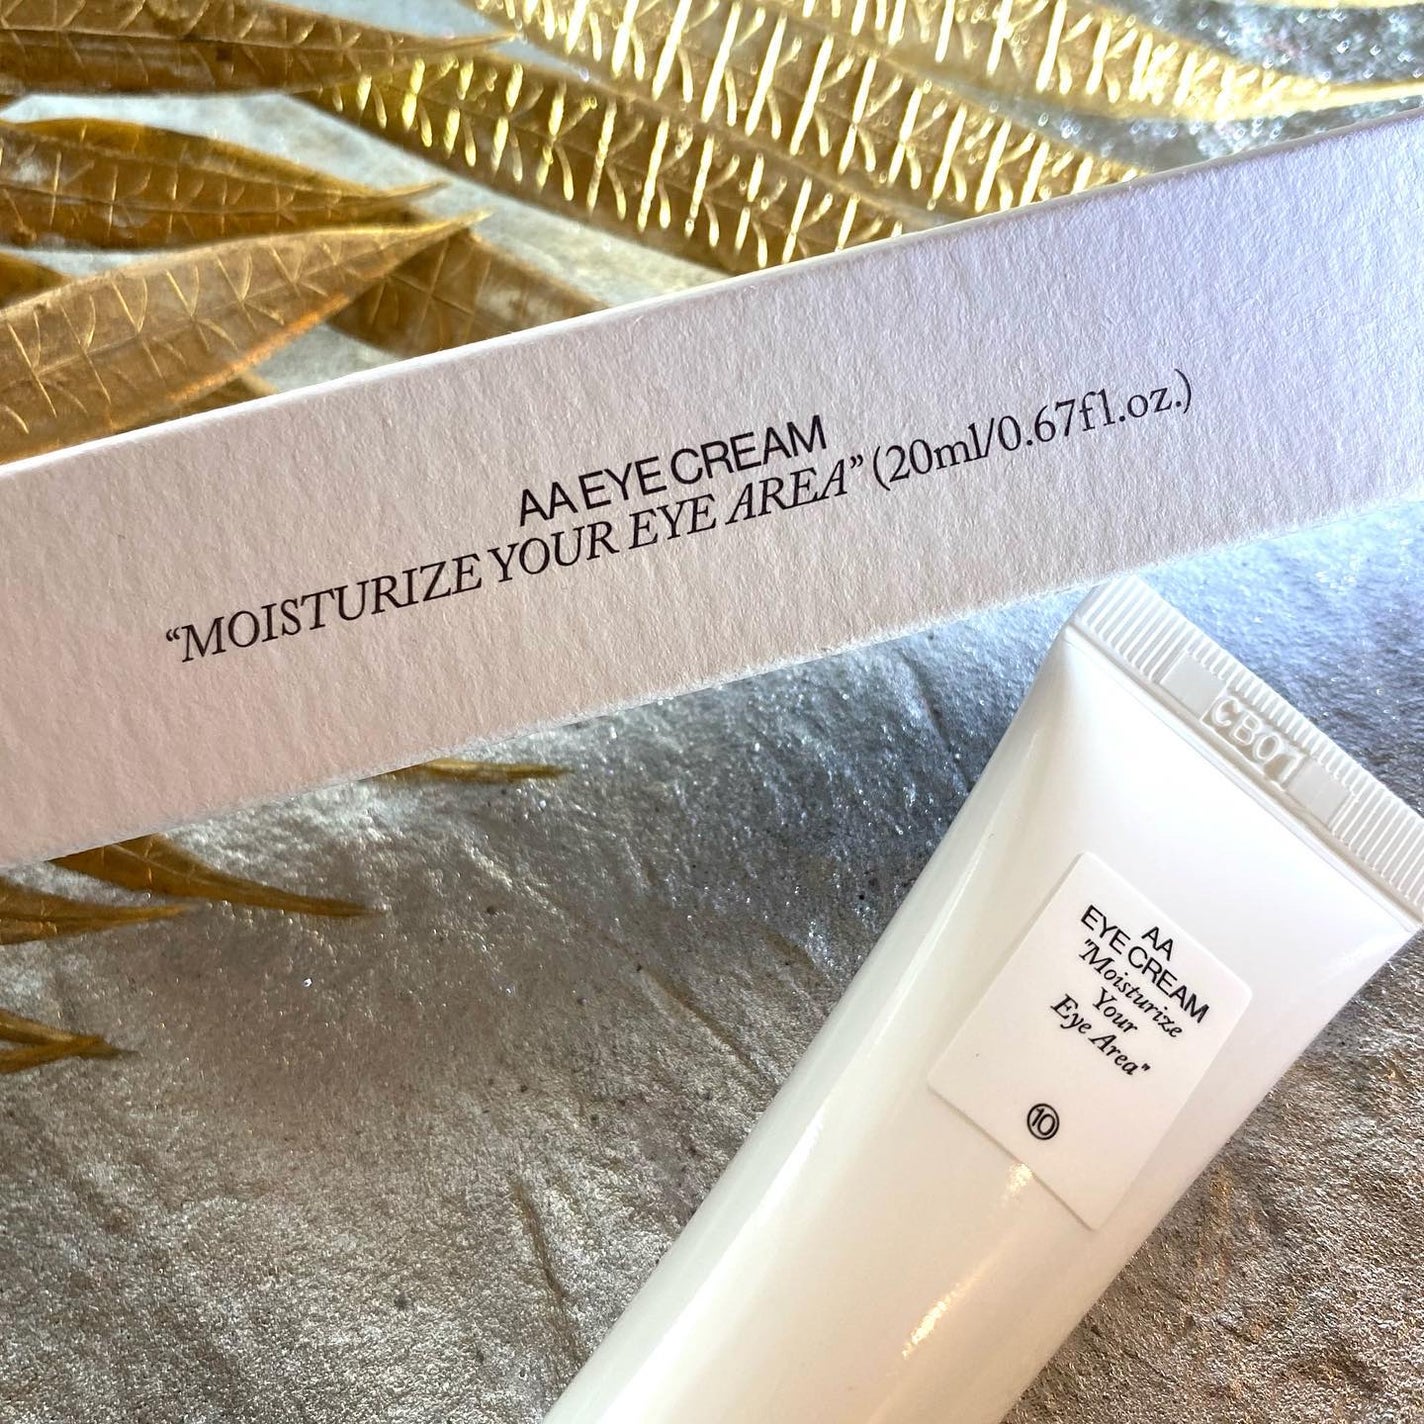 AA EYE CREAM
“MOISTURIZE YOUR EYE AREA” (20ml/0.67fl.oz.)
CB01
AA
EYE CREAM
"Moisturize
Your
Eye Area"
10